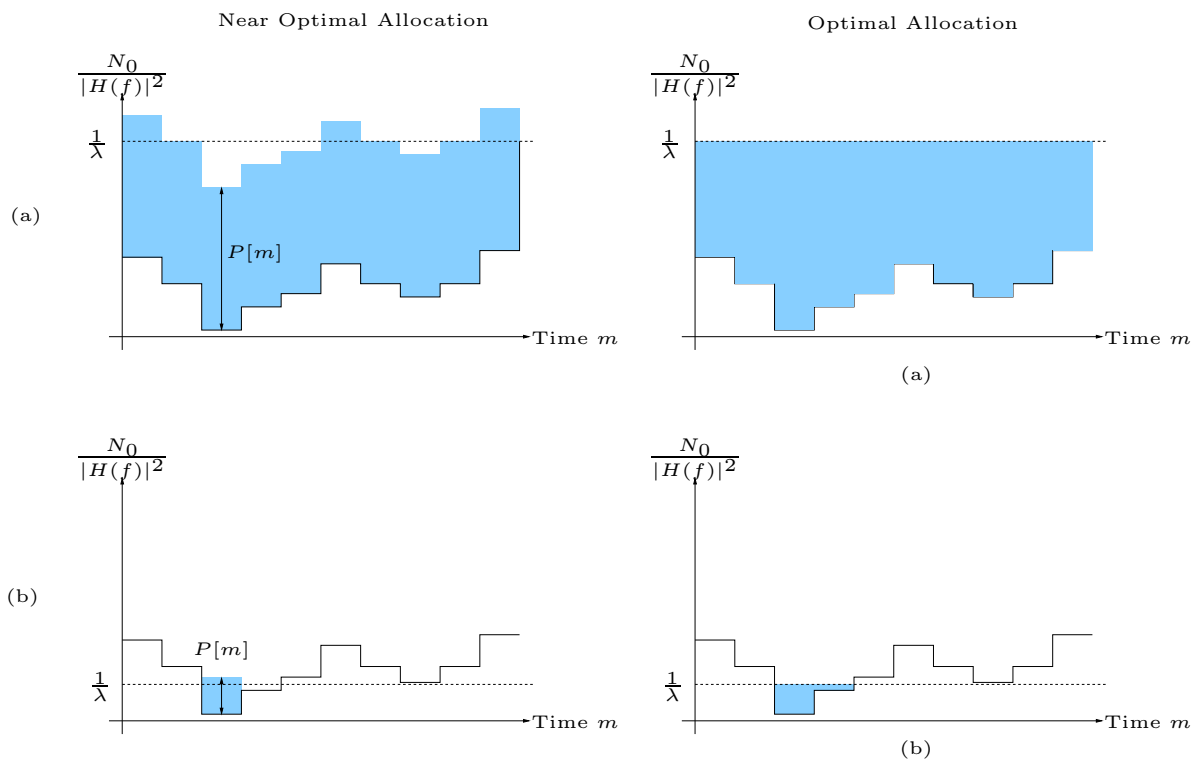 Near Optimal Allocation
Optimal Allocation
N₀
|H(f)|²
N₀
|H(f)|²
1
λ
1
λ
(a)
P[m]
Time m
Time m
(a)
N₀
|H(f)|²
N₀
|H(f)|²
(b)
P[m]
1
λ
1
λ
Time m
Time m
(b)